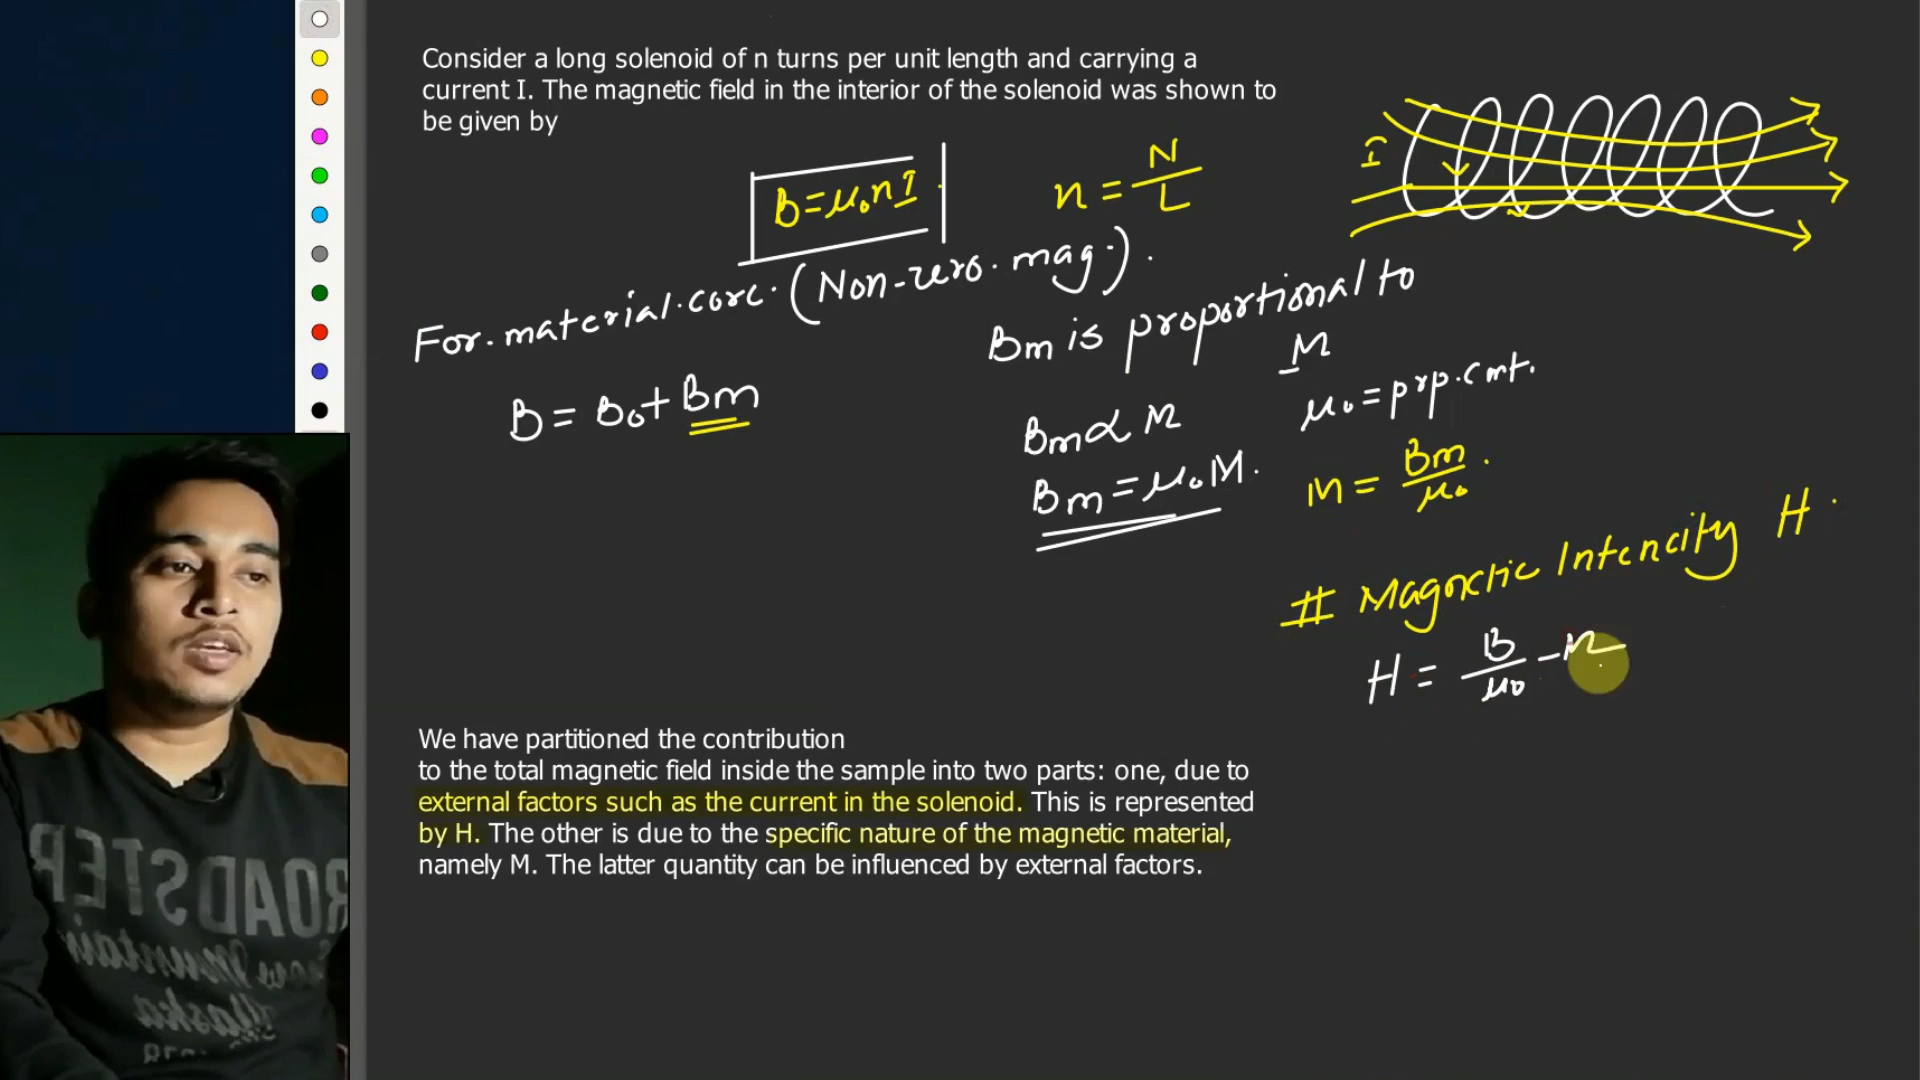 Consider a long solenoid of n turns per unit length and carrying a
current I. The magnetic field in the interior of the solenoid was shown to
be given by
B=μ₀nI
n = N/L
I
For.material.core. (Non-zero.mag.).
B = B₀ + Bm
Bm is proportional to
M
Bm ∝ M
μ₀ = prp.cnt.
Bm = μ₀M.
M = Bm/μ₀.
# Magnetic Intencity H.
H = B/μ₀ - M
We have partitioned the contribution
to the total magnetic field inside the sample into two parts: one, due to
external factors such as the current in the solenoid. This is represented
by H. The other is due to the specific nature of the magnetic material,
namely M. The latter quantity can be influenced by external factors.
ROADSTER
Mountain
Alaska